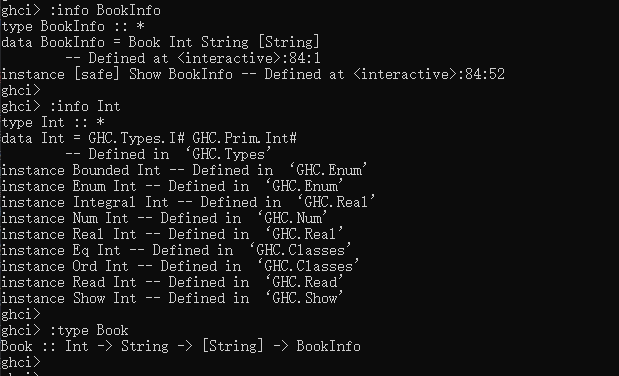 ghci> :info BookInfo
type BookInfo :: *
data BookInfo = Book Int String [String]
        -- Defined at <interactive>:84:1
instance [safe] Show BookInfo -- Defined at <interactive>:84:52
ghci>
ghci> :info Int
type Int :: *
data Int = GHC.Types.I# GHC.Prim.Int#
        -- Defined in ‘GHC.Types’
instance Bounded Int -- Defined in ‘GHC.Enum’
instance Enum Int -- Defined in ‘GHC.Enum’
instance Integral Int -- Defined in ‘GHC.Real’
instance Num Int -- Defined in ‘GHC.Num’
instance Real Int -- Defined in ‘GHC.Real’
instance Eq Int -- Defined in ‘GHC.Classes’
instance Ord Int -- Defined in ‘GHC.Classes’
instance Read Int -- Defined in ‘GHC.Read’
instance Show Int -- Defined in ‘GHC.Show’
ghci>
ghci> :type Book
Book :: Int -> String -> [String] -> BookInfo
ghci>
ghci>